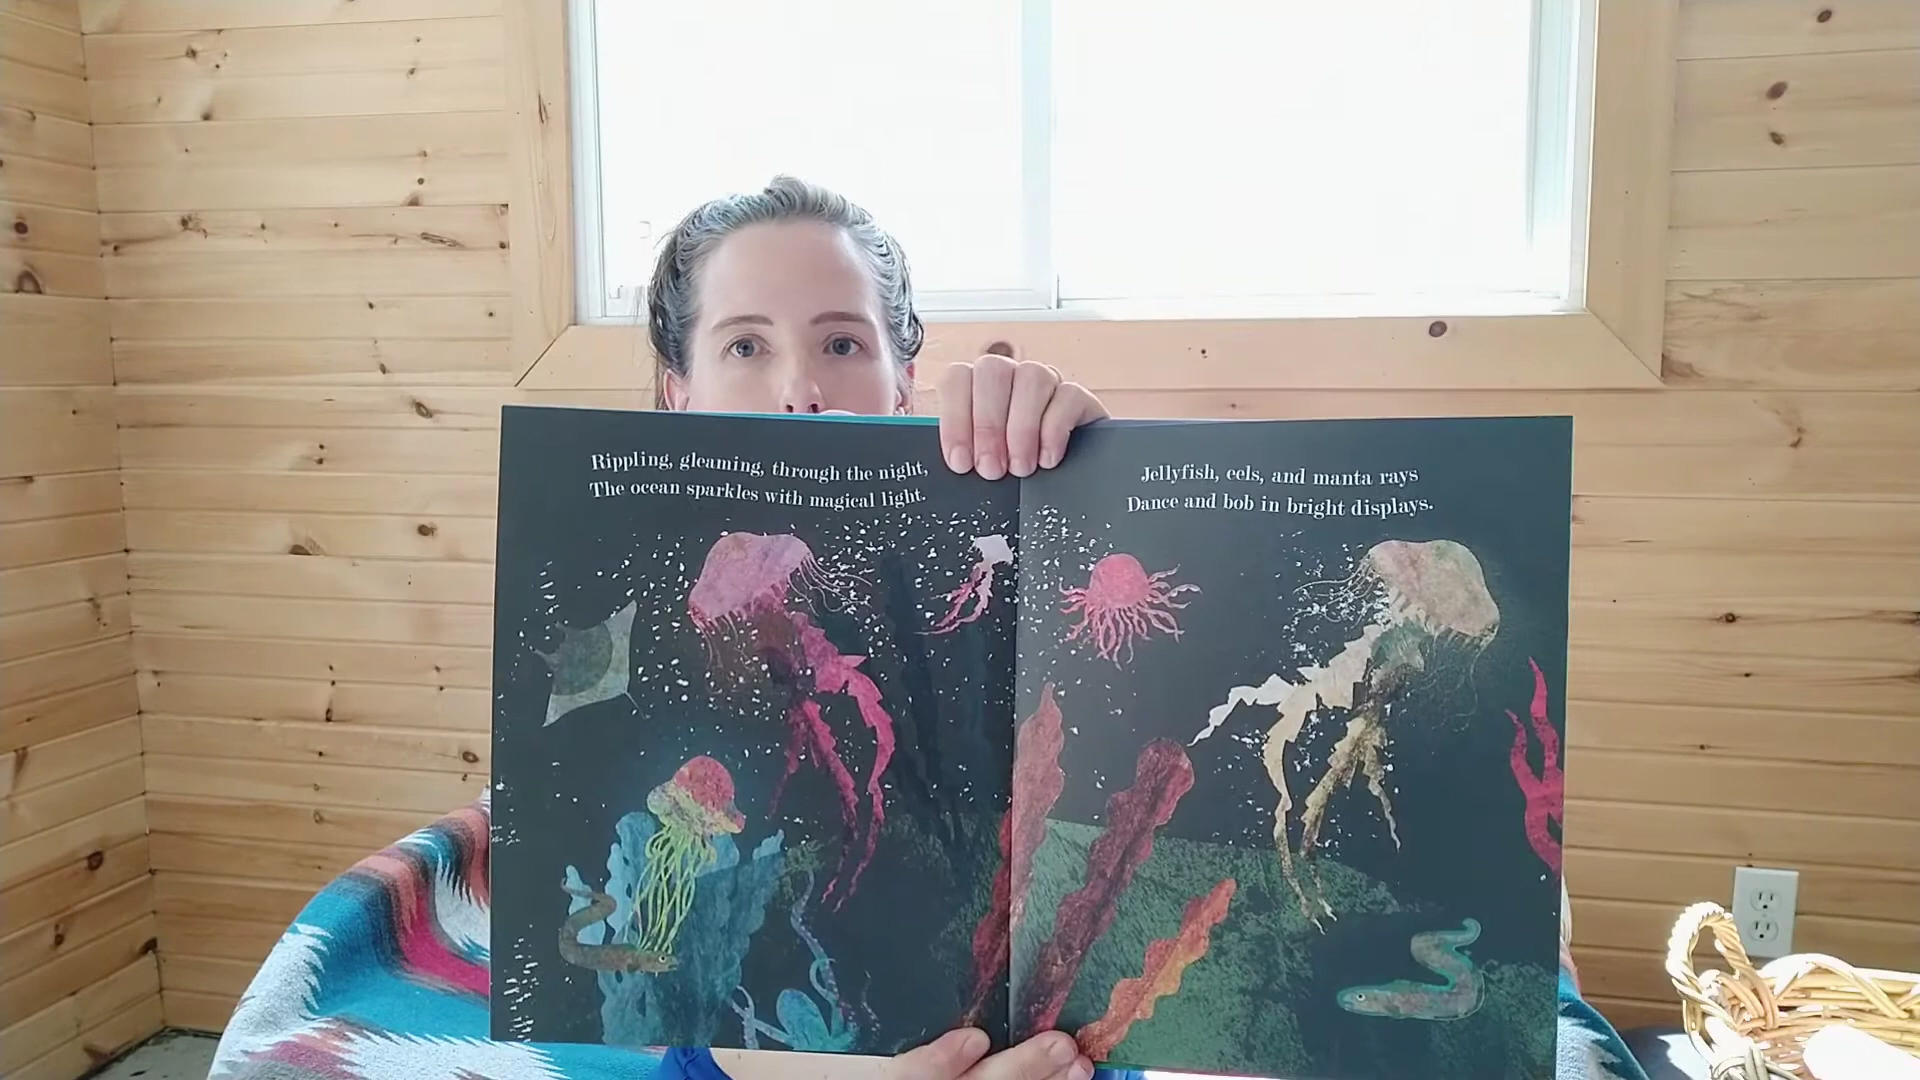 Rippling, gleaming, through the night,
The ocean sparkles with magical light.
Jellyfish, eels, and manta rays
Dance and bob in bright displays.